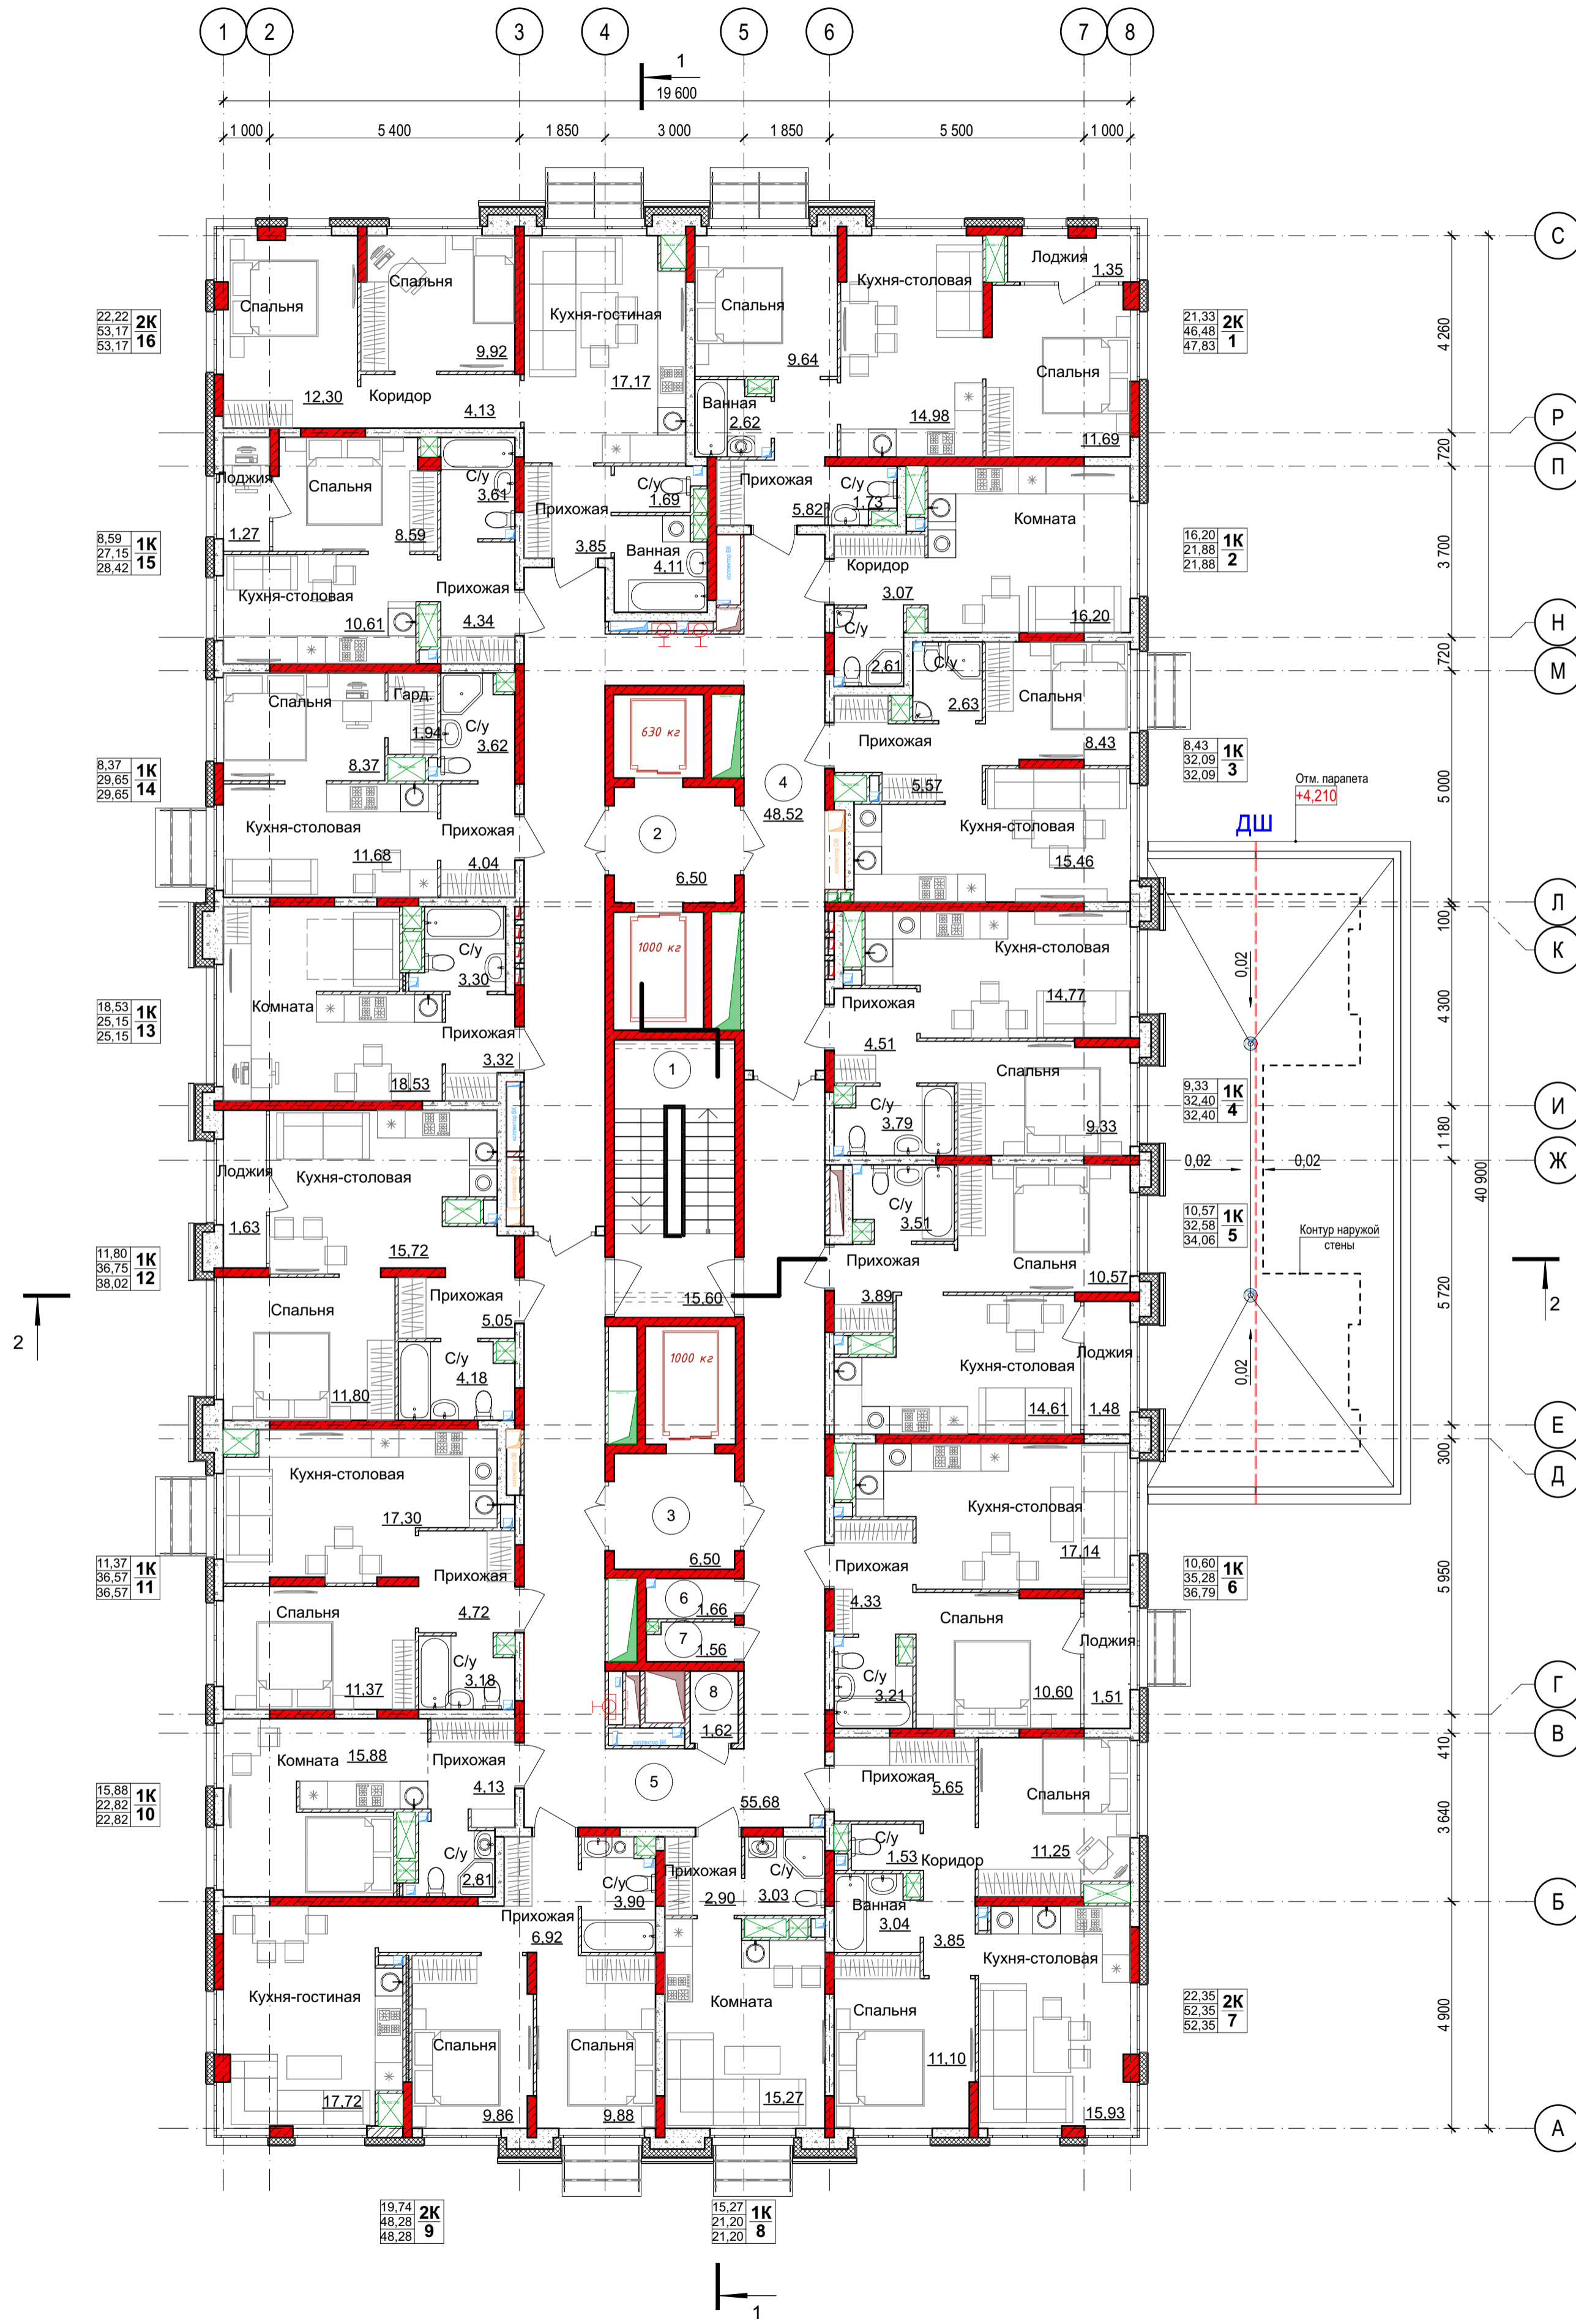 1 2 3 4 5 6 7 8
1
19 600
1 000 5 400 1 850 3 000 1 850 5 500 1 000
С
Р
П
Н
М
Л
К
И
Ж
Е
Д
Г
В
Б
А
4 260
720
3 700
720
5 000
100
4 300
1 180
5 720
300
5 950
410
3 640
4 900
40 900
22,22
53,17
53,17
2К
16
Спальня
12,30
Спальня
9,92
Коридор
4,13
Кухня-гостиная
17,17
Прихожая
3,85
С/у
1,69
Ванная
4,11
21,33
46,48
47,83
2К
1
Спальня
9,64
Кухня-столовая
14,98
Лоджия
1,35
Спальня
11,69
Ванная
2,62
Прихожая
5,82
С/у
1,73
8,59
27,15
28,42
1К
15
Лоджия
1,27
Спальня
8,59
С/у
3,61
Кухня-столовая
10,61
Прихожая
4,34
16,20
21,88
21,88
1К
2
Комната
16,20
Коридор
3,07
С/у
2,61
8,37
29,65
29,65
1К
14
Спальня
8,37
Гард.
1,94
С/у
3,62
Кухня-столовая
11,68
Прихожая
4,04
8,43
32,09
32,09
1К
3
С/у
2,63
Спальня
8,43
Прихожая
5,57
Кухня-столовая
15,46
630 кг
2
6,50
4
48,52
1000 кг
1
15,60
1000 кг
3
6,50
6
1,66
7
1,56
8
1,62
5
55,68
18,53
25,15
25,15
1К
13
С/у
3,30
Комната
18,53
Прихожая
3,32
9,33
32,40
32,40
1К
4
Кухня-столовая
14,77
Прихожая
4,51
С/у
3,79
Спальня
9,33
11,80
36,75
38,02
1К
12
Лоджия
1,63
Кухня-столовая
15,72
Спальня
11,80
Прихожая
5,05
С/у
4,18
10,57
32,58
34,06
1К
5
С/у
3,51
Прихожая
3,89
Спальня
10,57
Кухня-столовая
14,61
Лоджия
1,48
11,37
36,57
36,57
1К
11
Кухня-столовая
17,30
Прихожая
4,72
Спальня
11,37
С/у
3,18
10,60
35,28
36,79
1К
6
Кухня-столовая
17,14
Прихожая
4,33
Спальня
10,60
Лоджия
1,51
С/у
3,21
15,88
22,82
22,82
1К
10
Комната
15,88
Прихожая
4,13
С/у
2,81
22,35
52,35
52,35
2К
7
Прихожая
5,65
Спальня
11,25
С/у
1,53
Коридор
3,85
Ванная
3,04
Кухня-столовая
15,93
Спальня
11,10
Кухня-гостиная
17,72
Прихожая
6,92
С/у
3,90
Спальня
9,86
Спальня
9,88
19,74
48,28
48,28
2К
9
Прихожая
2,90
С/у
3,03
Комната
15,27
15,27
21,20
21,20
1К
8
Отм. парапета
+4,210
ДШ
0,02
0,02
0,02
0,02
Контур наружой
стены
2
2
1